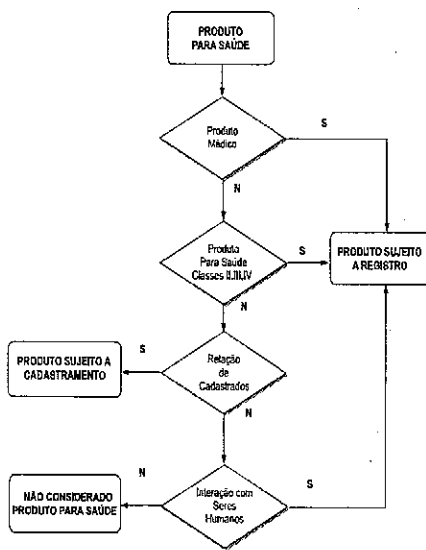 PRODUTO
PARA SAÚDE
Produto
Médico
S
N
Produto
Para Saúde
Classes II,III,IV
S
PRODUTO SUJEITO
A REGISTRO
N
PRODUTO SUJEITO A
CADASTRAMENTO
S
Relação
de
Cadastrados
N
NÃO CONSIDERADO
PRODUTO PARA SAÚDE
N
Interação com
Seres
Humanos
S